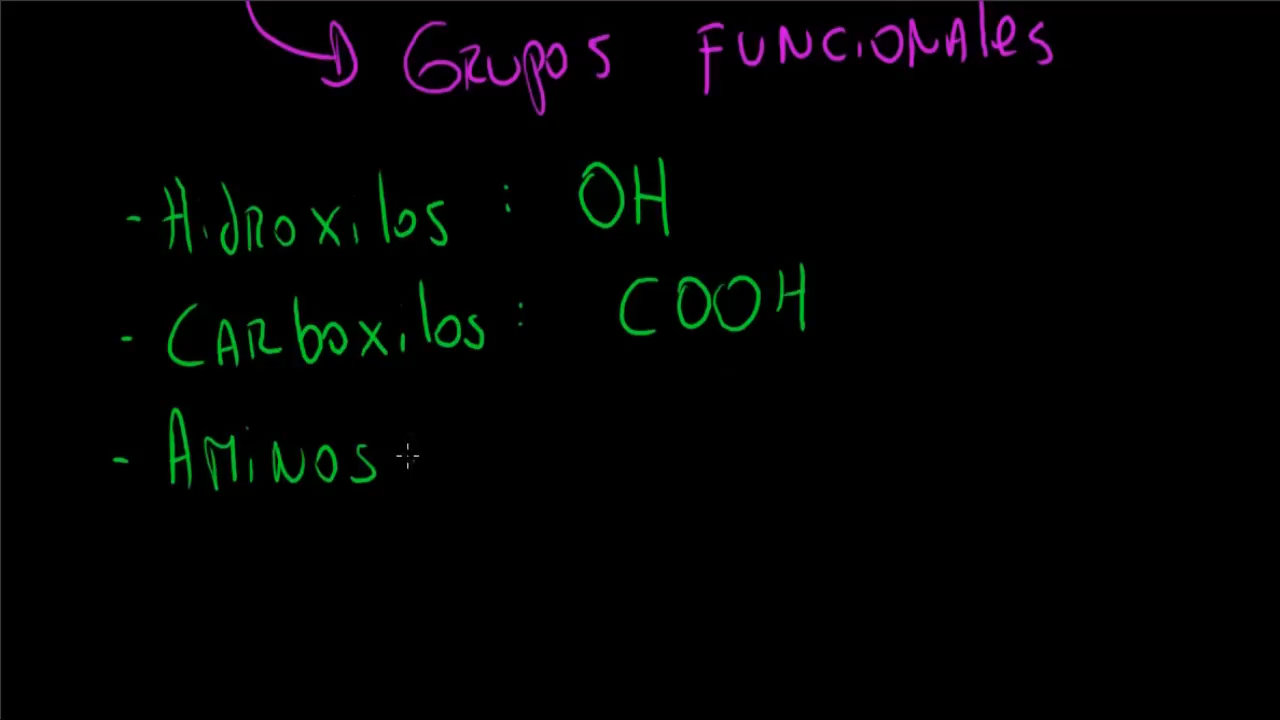 Grupos Funcionales
- Hidroxilos : OH
- Carboxilos : COOH
- Aminos